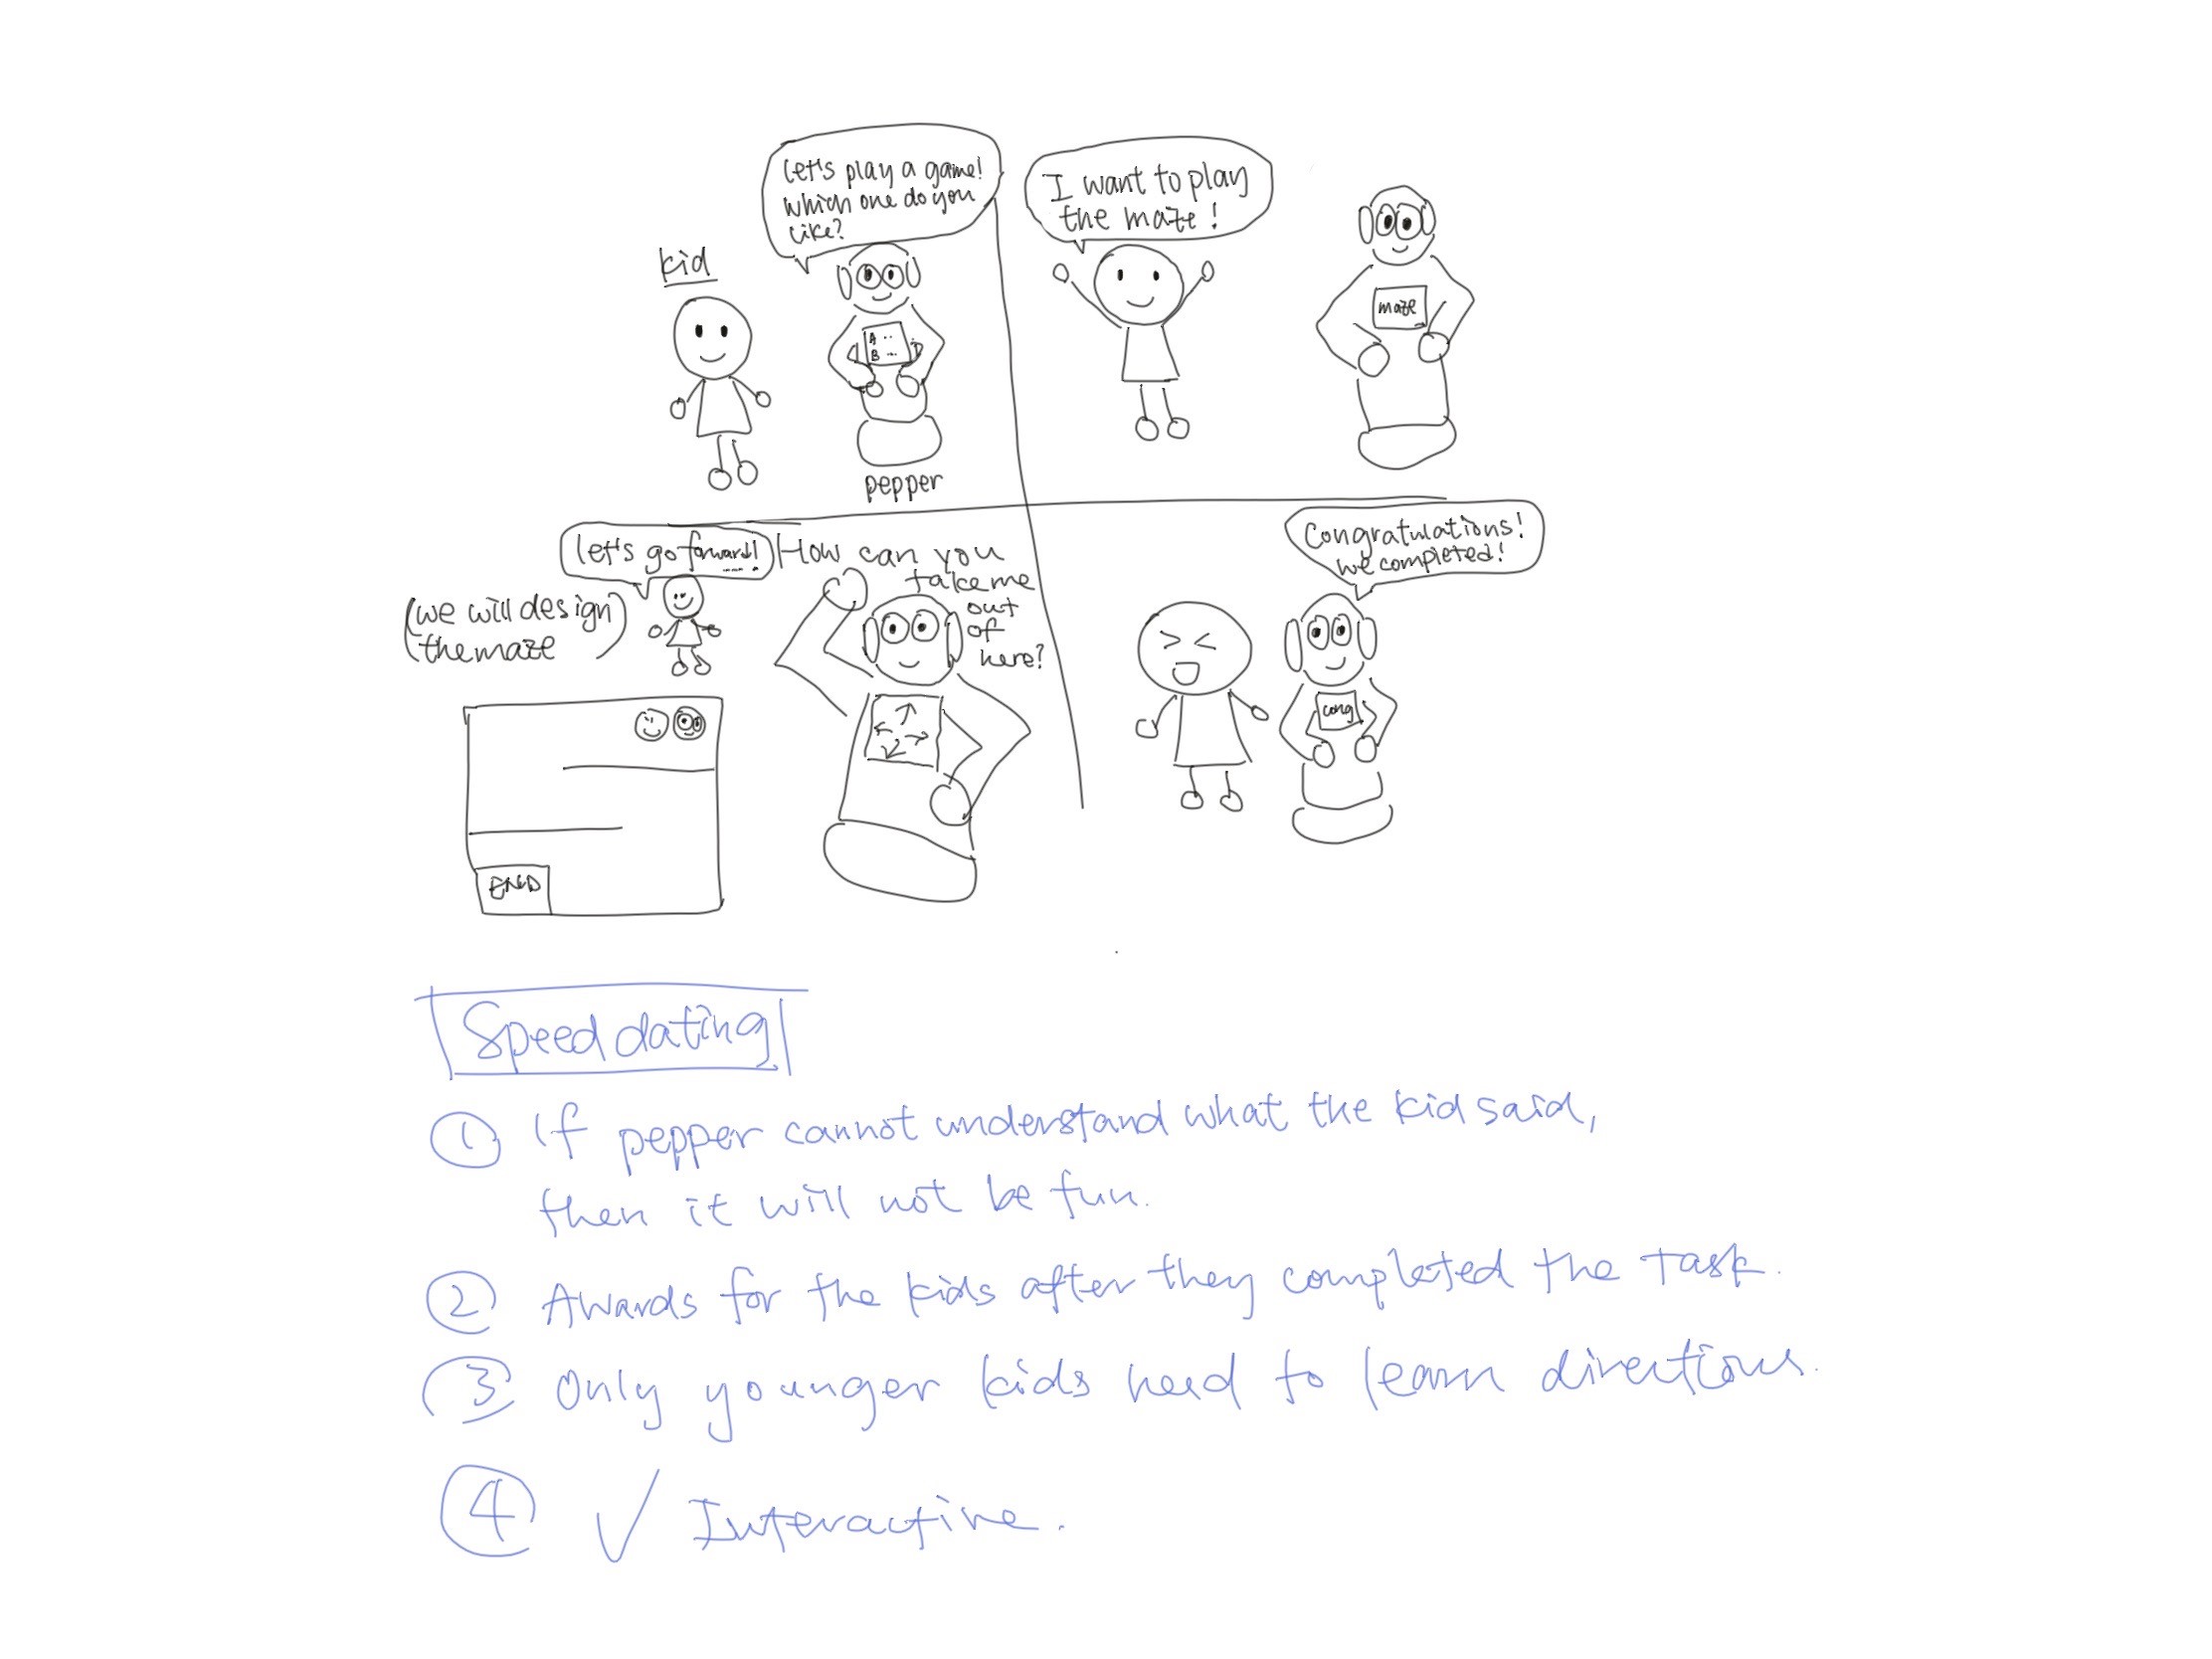 Let's play a game!
which one do you
like?
kid
A ..
B ...
pepper
I want to play
the maze!
maze
let's go forward!
....
(we will design
the maze)
How can you
take me
out
of
here?
END
Congratulations!
we completed!
cong
Speed dating
① If pepper cannot understand what the kid said,
then it will not be fun.
② Awards for the kids after they completed the task.
③ Only younger kids need to learn directions.
④ ✓ Interactive.